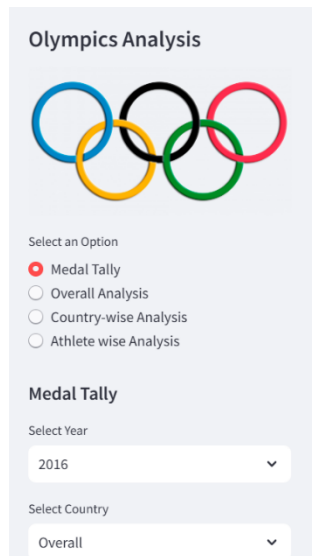 Olympics Analysis
Select an Option
Medal Tally
Overall Analysis
Country-wise Analysis
Athlete wise Analysis
Medal Tally
Select Year
2016
Select Country
Overall